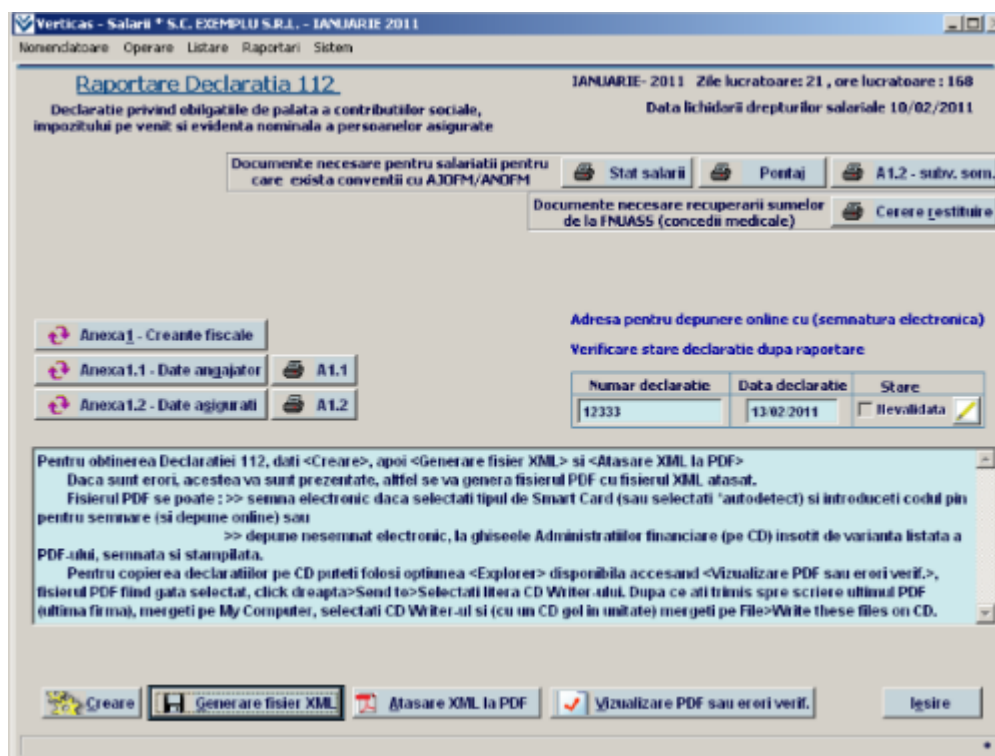 Verticas - Salarii * S.C. EXEMPLU S.R.L. - IANUARIE 2011
Nomenclatoare Operare Listare Raportari Sistem
Raportare Declaratia 112
IANUARIE- 2011 Zile lucratoare: 21 , ore lucratoare : 168
Declaratie privind obilgatiile de palata a contributiilor sociale,
impozitului pe venit si evidenta nominala a persoanelor asigurate
Data lichidarii drepturilor salariale 10/02/2011
Documente necesare pentru salariatii pentru
care exista conventii cu AJOFM/ANOFM
Stat salarii
Pontaj
A1.2 - subv. som.
Documente necesare recuperarii sumelor
de la FNUASS (concedii medicale)
Cerere restituire
Adresa pentru depunere online cu (semnatura electronica)
Anexa1 - Creante fiscale
Verificare stare declaratie dupa raportare
Anexa1.1 - Date angajator
A1.1
Numar declaratie Data declaratie Stare
Anexa1.2 - Date asigurati
A1.2
12333 13/02/2011 Nevalidata
Pentru obtinerea Declaratiei 112, dati <Creare>, apoi <Generare fisier XML> si <Atasare XML la PDF>
Daca sunt erori, acestea va sunt prezentate, altfel se va genera fisierul PDF cu fisierul XML atasat.
Fisierul PDF se poate : >> semna electronic daca selectati tipul de Smart Card (sau selectati *autodetect) si introduceti codul pin
pentru semnare (si depune online) sau
>> depune nesemnat electronic, la ghiseele Administratiilor financiare (pe CD) insotit de varianta listata a
PDF-ului, semnata si stampilata.
Pentru copierea declaratiilor pe CD puteti folosi optiunea <Explorer> disponibila accesand <Vizualizare PDF sau erori verif.>,
fisierul PDF fiind gata selectat, click dreapta>Send to>Selectati litera CD Writer-ului. Dupa ce ati trimis spre scriere ultimul PDF
(ultima firma), mergeti pe My Computer, selectati CD Writer-ul si (cu un CD gol in unitate) mergeti pe File>Write these files on CD.
Creare
Generare fisier XML
Atasare XML la PDF
Vizualizare PDF sau erori verif.
Iesire